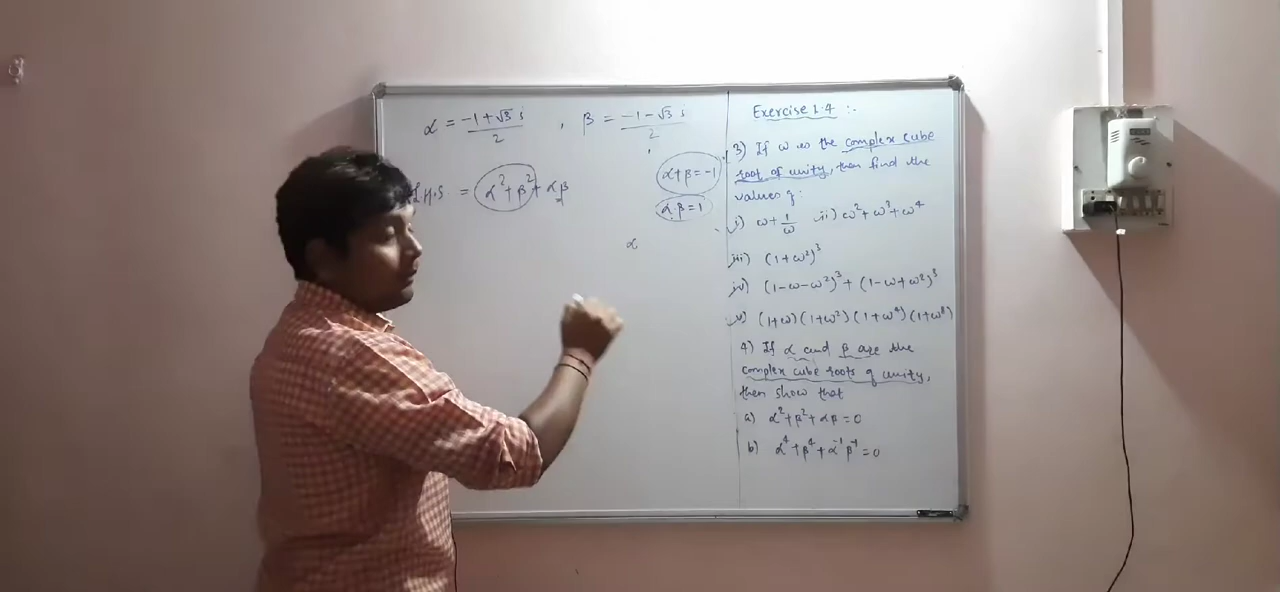 α = -1+√3 i / 2 , β = -1-√3 i / 2
L.H.S. = α² + β² + αβ
α+β = -1
α.β = 1
α
Exercise 1.4 :-
3) If ω is the complex cube
root of unity, then find the
values of:
i) ω + 1/ω ii) ω² + ω³ + ω⁴
iii) (1+ω²)³
iv) (1-ω-ω²)³ + (1-ω+ω²)³
v) (1+ω)(1+ω²)(1+ω⁴)(1+ω⁸)
4) If α and β are the
complex cube roots of unity,
then show that
a) α²+β²+αβ = 0
b) α⁴+β⁴+α⁻¹β⁻¹ = 0